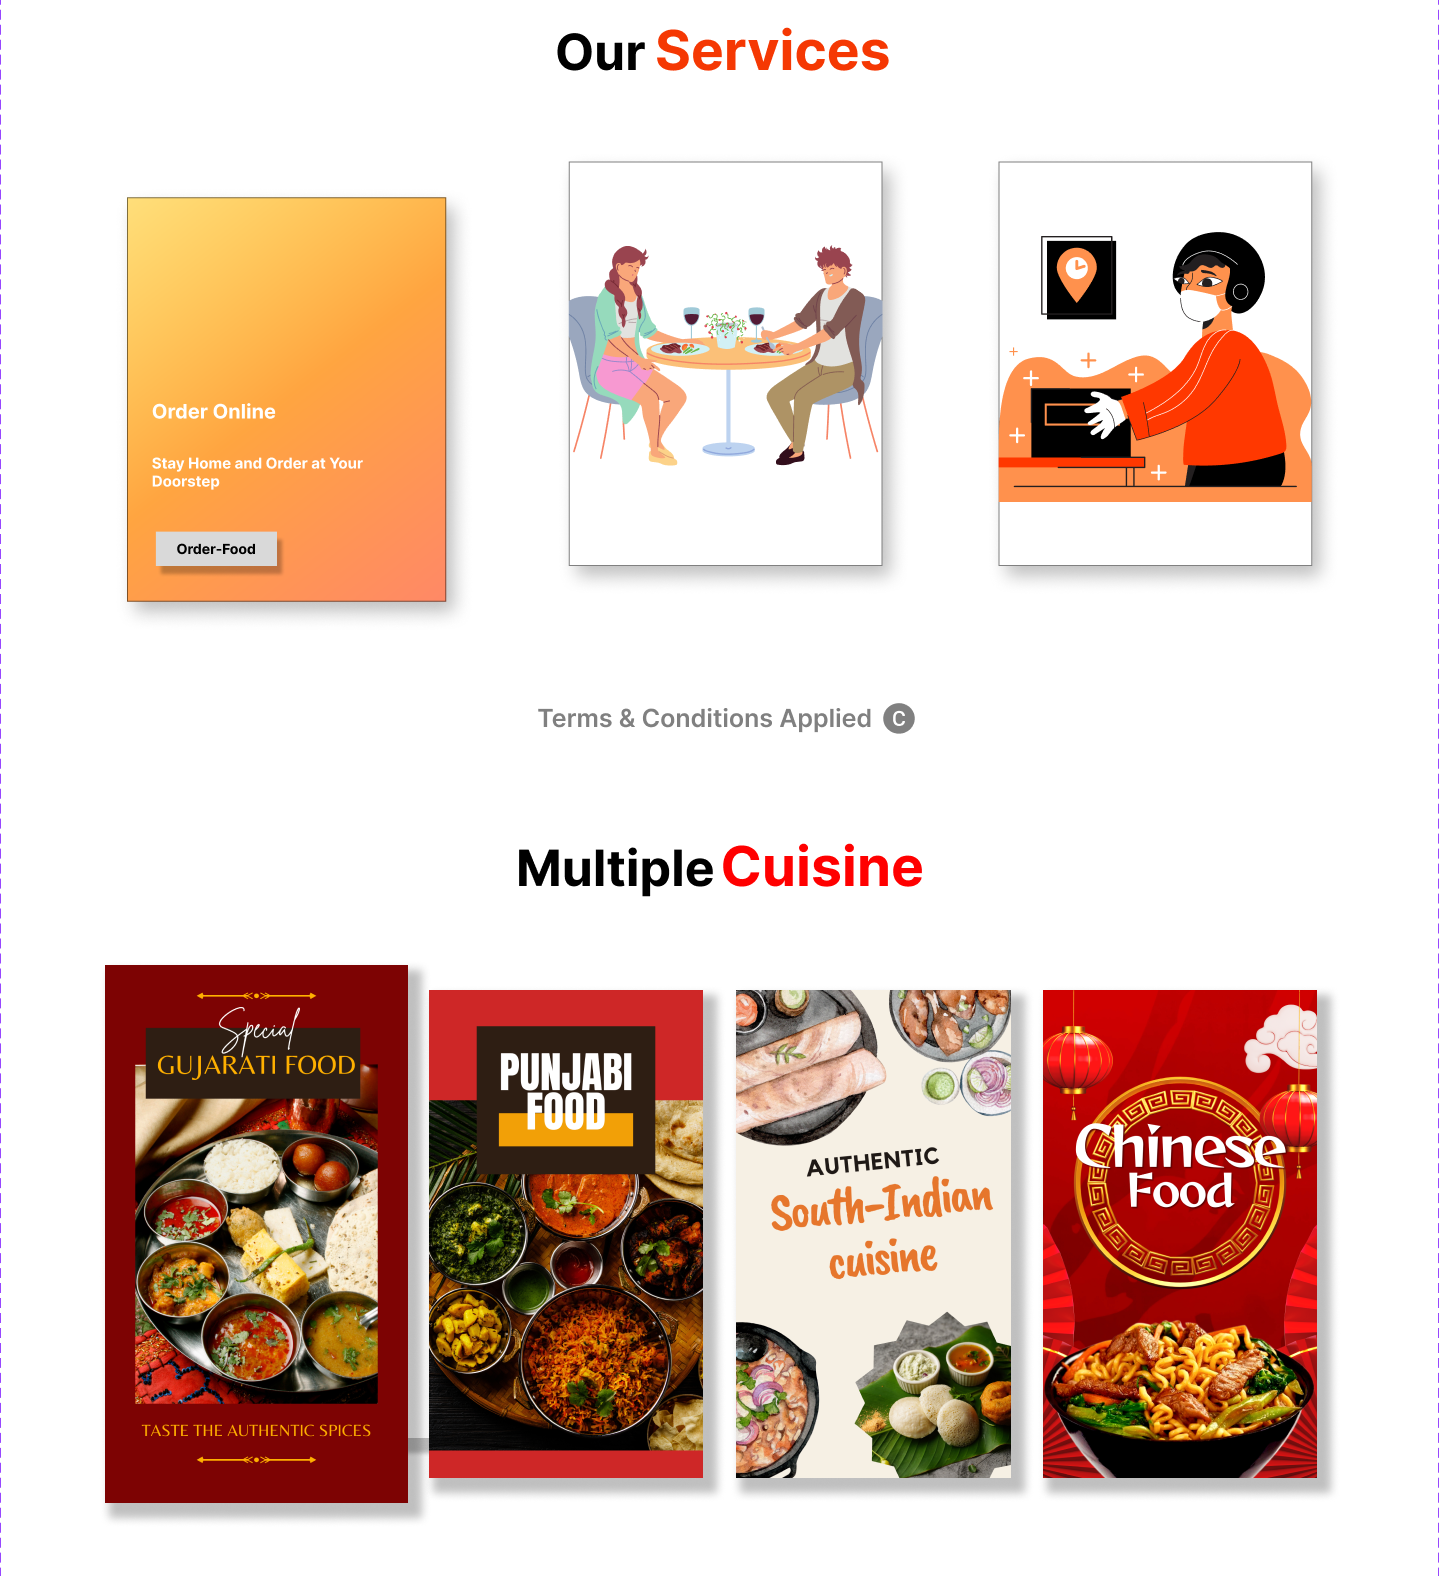 Our Services
Order Online
Stay Home and Order at Your
Doorstep
Order-Food
Terms & Conditions Applied C
Multiple Cuisine
Special
GUJARATI FOOD
TASTE THE AUTHENTIC SPICES
PUNJABI
FOOD
AUTHENTIC
South-Indian
cuisine
Chinese
Food